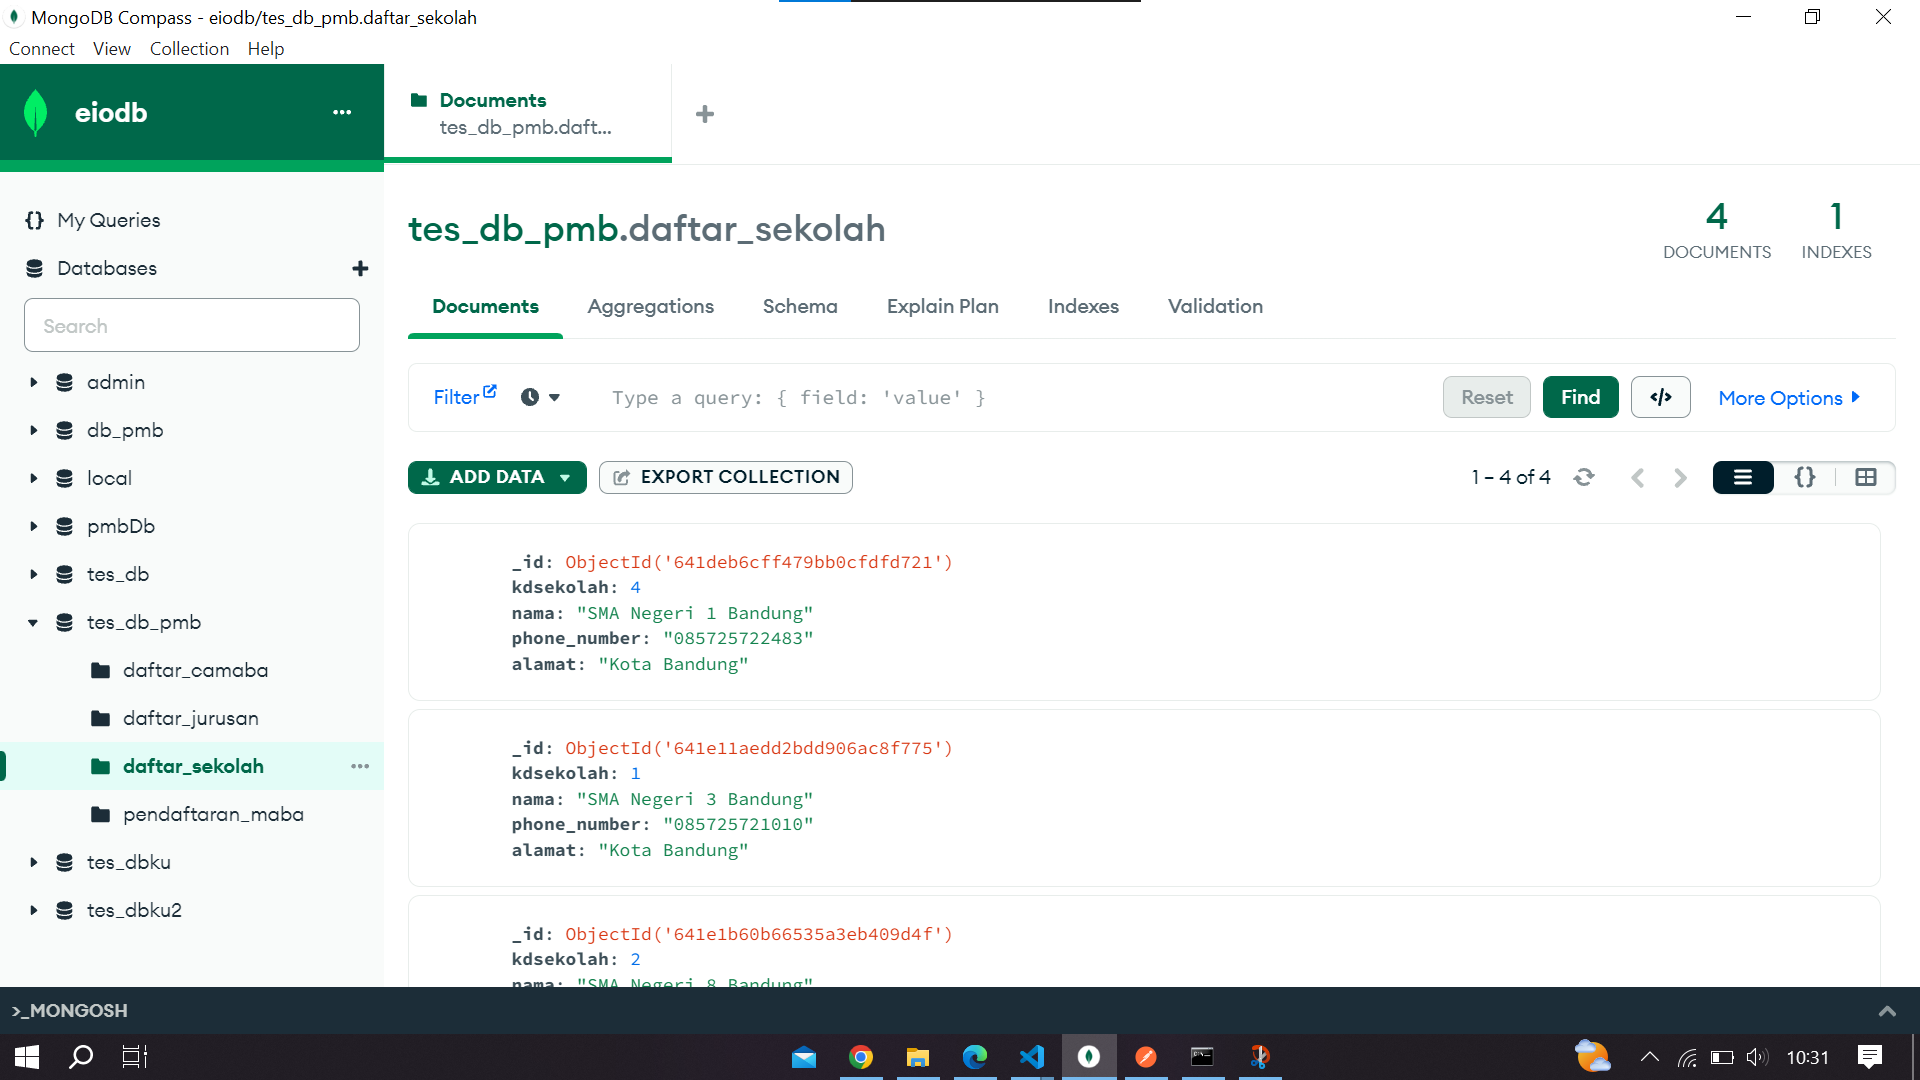 MongoDB Compass - eiodb/tes_db_pmb.daftar_sekolah
Connect View Collection Help
eiodb
Documents
tes_db_pmb.daft...
My Queries
Databases
Search
admin
db_pmb
local
pmbDb
tes_db
tes_db_pmb
daftar_camaba
daftar_jurusan
daftar_sekolah
pendaftaran_maba
tes_dbku
tes_dbku2
tes_db_pmb.daftar_sekolah
4
DOCUMENTS
1
INDEXES
Documents Aggregations Schema Explain Plan Indexes Validation
Filter Type a query: { field: 'value' } Reset Find </> More Options
ADD DATA EXPORT COLLECTION 1 – 4 of 4 {}
_id: ObjectId('641deb6cff479bb0cfdfd721')
kdsekolah: 4
nama: "SMA Negeri 1 Bandung"
phone_number: "085725722483"
alamat: "Kota Bandung"
_id: ObjectId('641e11aedd2bdd906ac8f775')
kdsekolah: 1
nama: "SMA Negeri 3 Bandung"
phone_number: "085725721010"
alamat: "Kota Bandung"
_id: ObjectId('641e1b60b66535a3eb409d4f')
kdsekolah: 2
nama: "SMA Negeri 8 Bandung"
>_MONGOSH
10:31